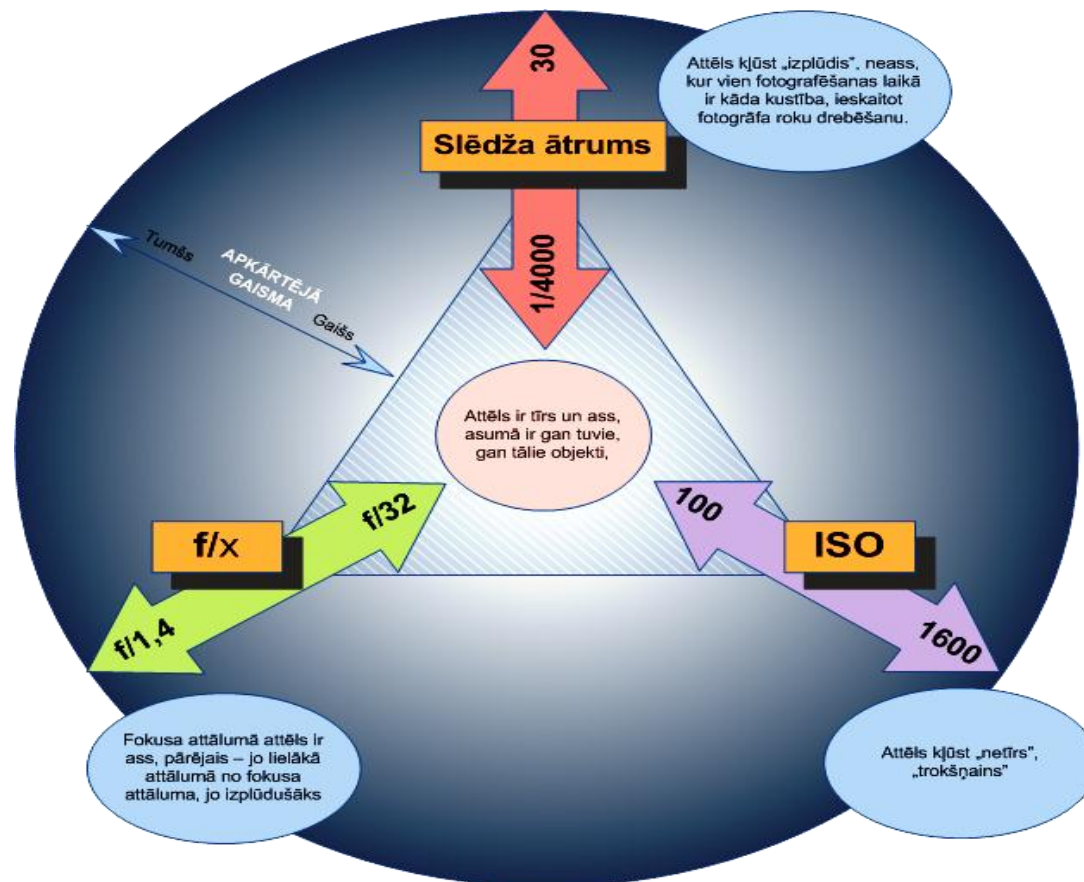 30
Attēls kļūst „izplūdis”, neass,
kur vien fotografēšanas laikā
ir kāda kustība, ieskaitot
fotogrāfa roku drebēšanu.
Slēdža ātrums
1/4000
Tumšs
APKĀRTĒJĀ
GAISMA
Gaišs
Attēls ir tīrs un ass,
asumā ir gan tuvie,
gan tālie objekti,
f/32
f/x
f/1,4
100
ISO
1600
Fokusa attālumā attēls ir
ass, pārējais – jo lielākā
attālumā no fokusa
attāluma, jo izplūdušāks
Attēls kļūst „netīrs”,
„trokšņains”